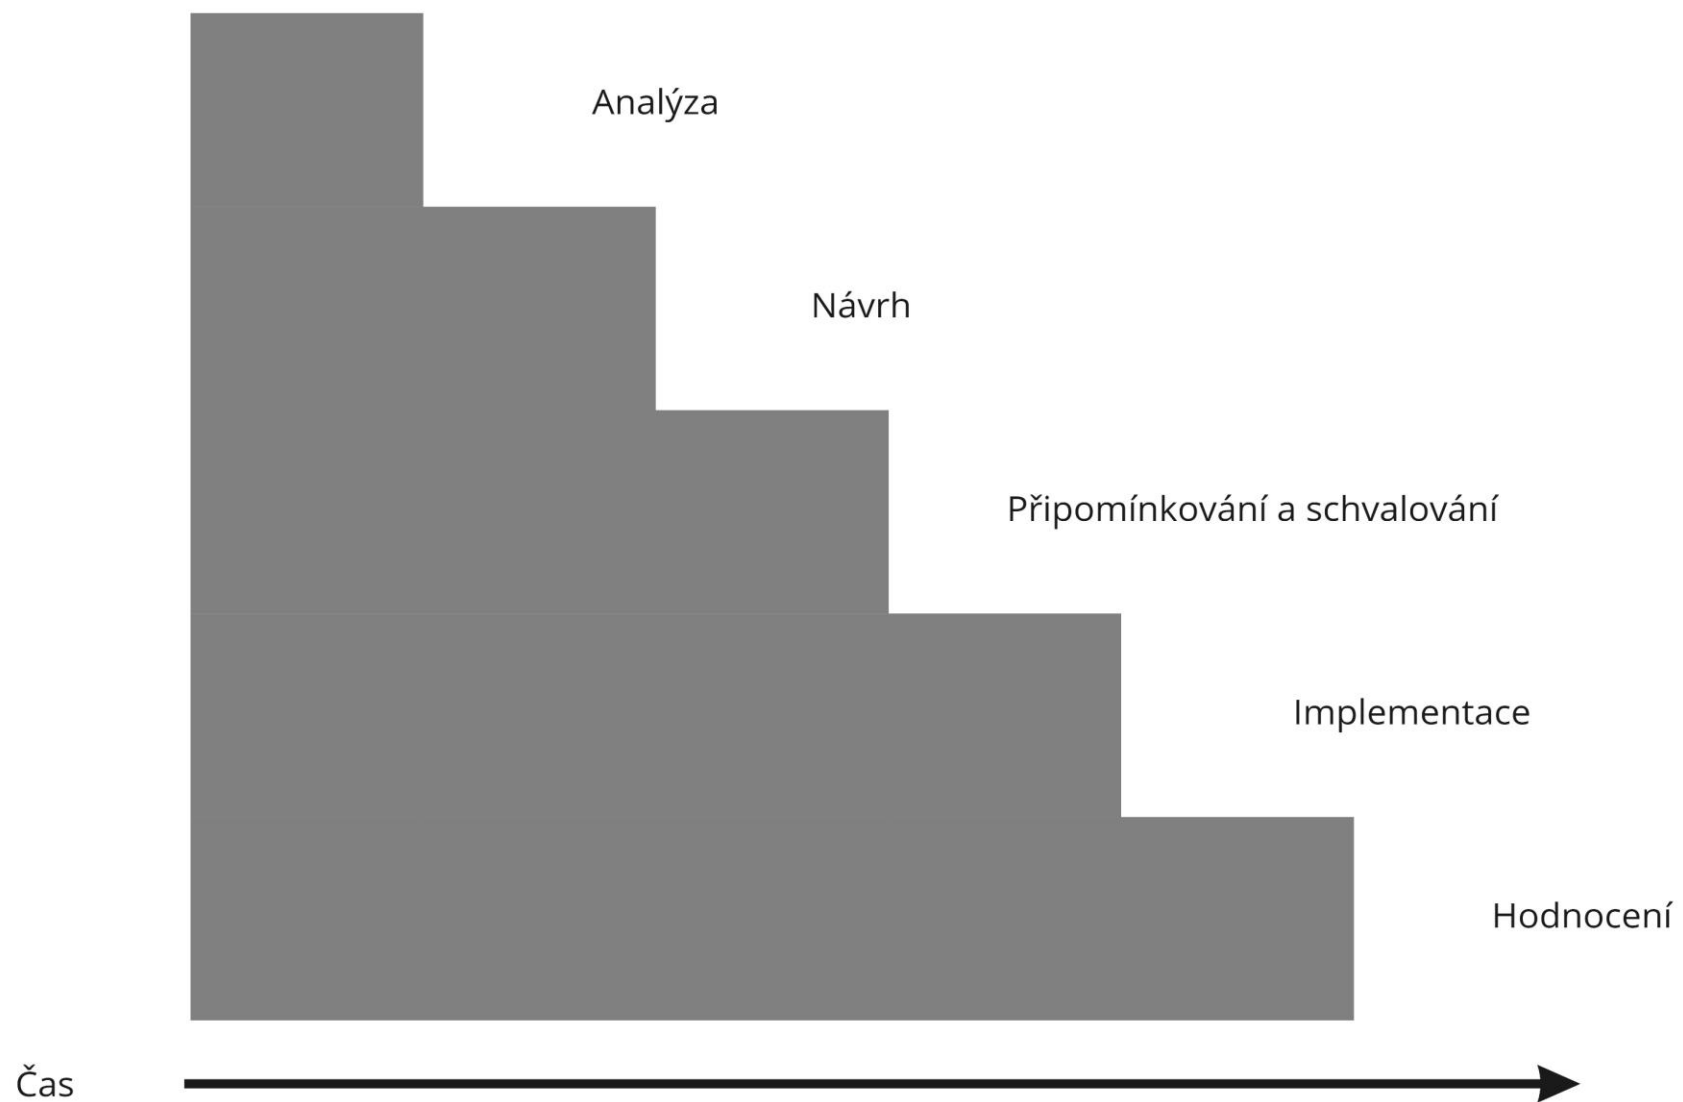 Analýza
Návrh
Připomínkování a schvalování
Implementace
Hodnocení
Čas